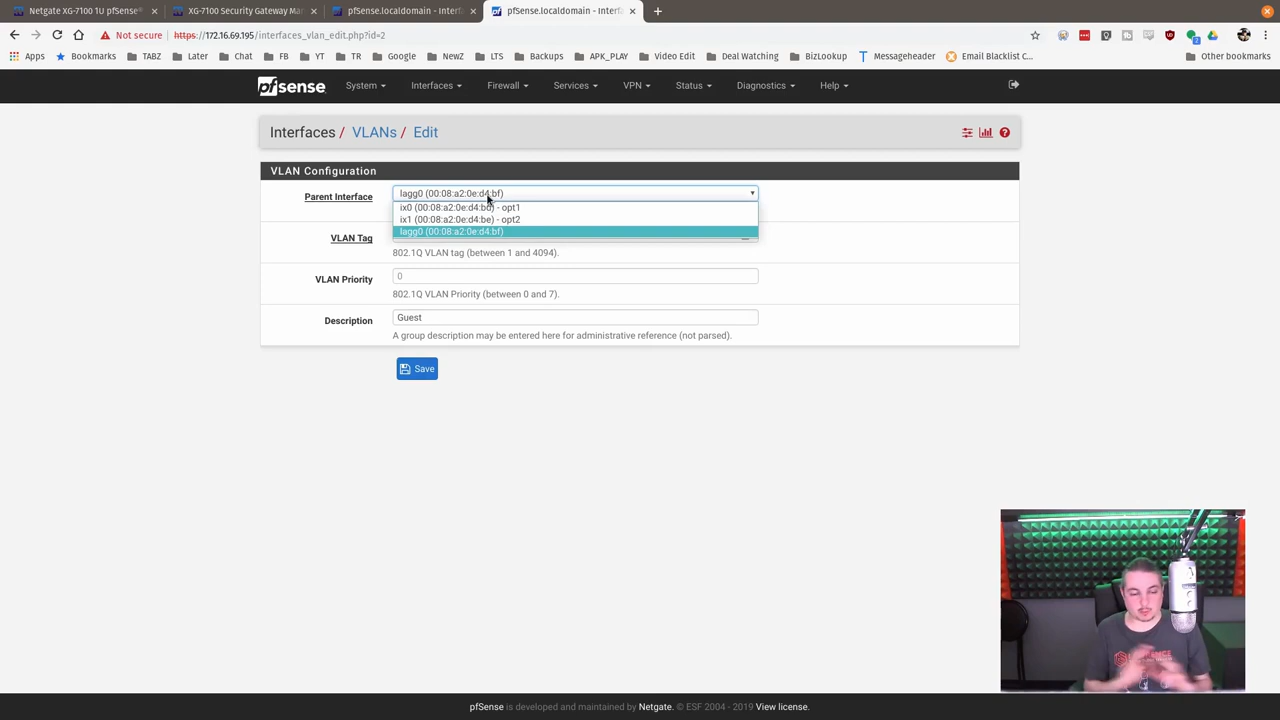 Netgate XG-7100 1U pfSense®
XG-7100 Security Gateway Ma
pfSense.localdomain - Interf
pfSense.localdomain - Interf
Not secure
https://172.16.69.195/interfaces_vlan_edit.php?id=2
Apps
Bookmarks
TABZ
Later
Chat
FB
YT
TR
Google
NewZ
LTS
Backups
APK_PLAY
Video Edit
Deal Watching
BizLookup
Messageheader
Email Blacklist C...
Other bookmarks
pfsense
System
Interfaces
Firewall
Services
VPN
Status
Diagnostics
Help
Interfaces / VLANs / Edit
VLAN Configuration
Parent Interface
lagg0 (00:08:a2:0e:d4:bf)
ix0 (00:08:a2:0e:d4:bd) - opt1
ix1 (00:08:a2:0e:d4:be) - opt2
lagg0 (00:08:a2:0e:d4:bf)
VLAN Tag
802.1Q VLAN tag (between 1 and 4094).
VLAN Priority
0
802.1Q VLAN Priority (between 0 and 7).
Description
Guest
A group description may be entered here for administrative reference (not parsed).
Save
pfSense is developed and maintained by Netgate. © ESF 2004 - 2019 View license.